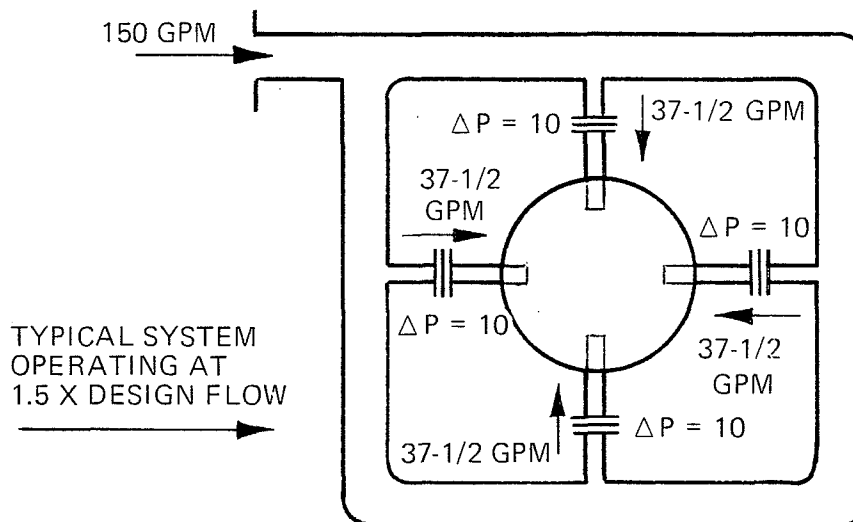 150 GPM
ΔP = 10
37-1/2 GPM
37-1/2
GPM
ΔP = 10
ΔP = 10
37-1/2
GPM
TYPICAL SYSTEM
OPERATING AT
1.5 X DESIGN FLOW
37-1/2 GPM
ΔP = 10